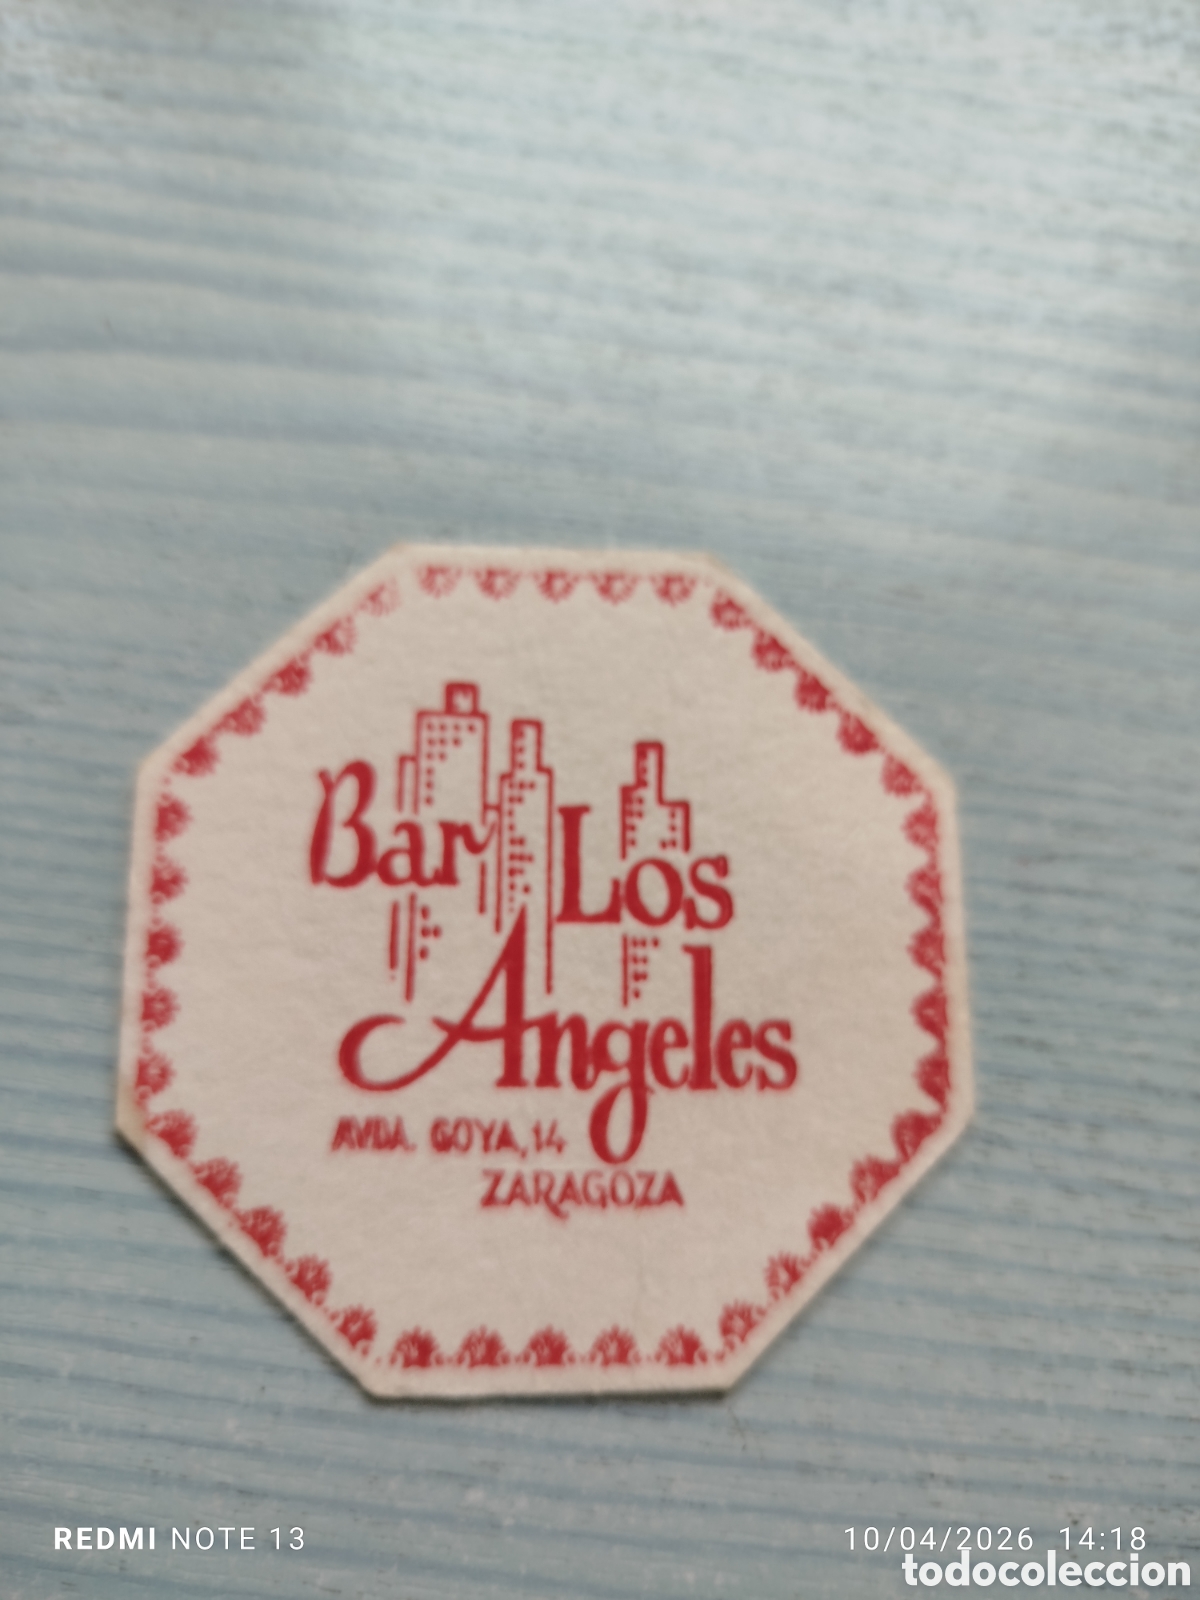 Bar Los
Angeles
AVDA. GOYA, 14
ZARAGOZA
REDMI NOTE 13
10/04/2026 14:18
todocoleccion